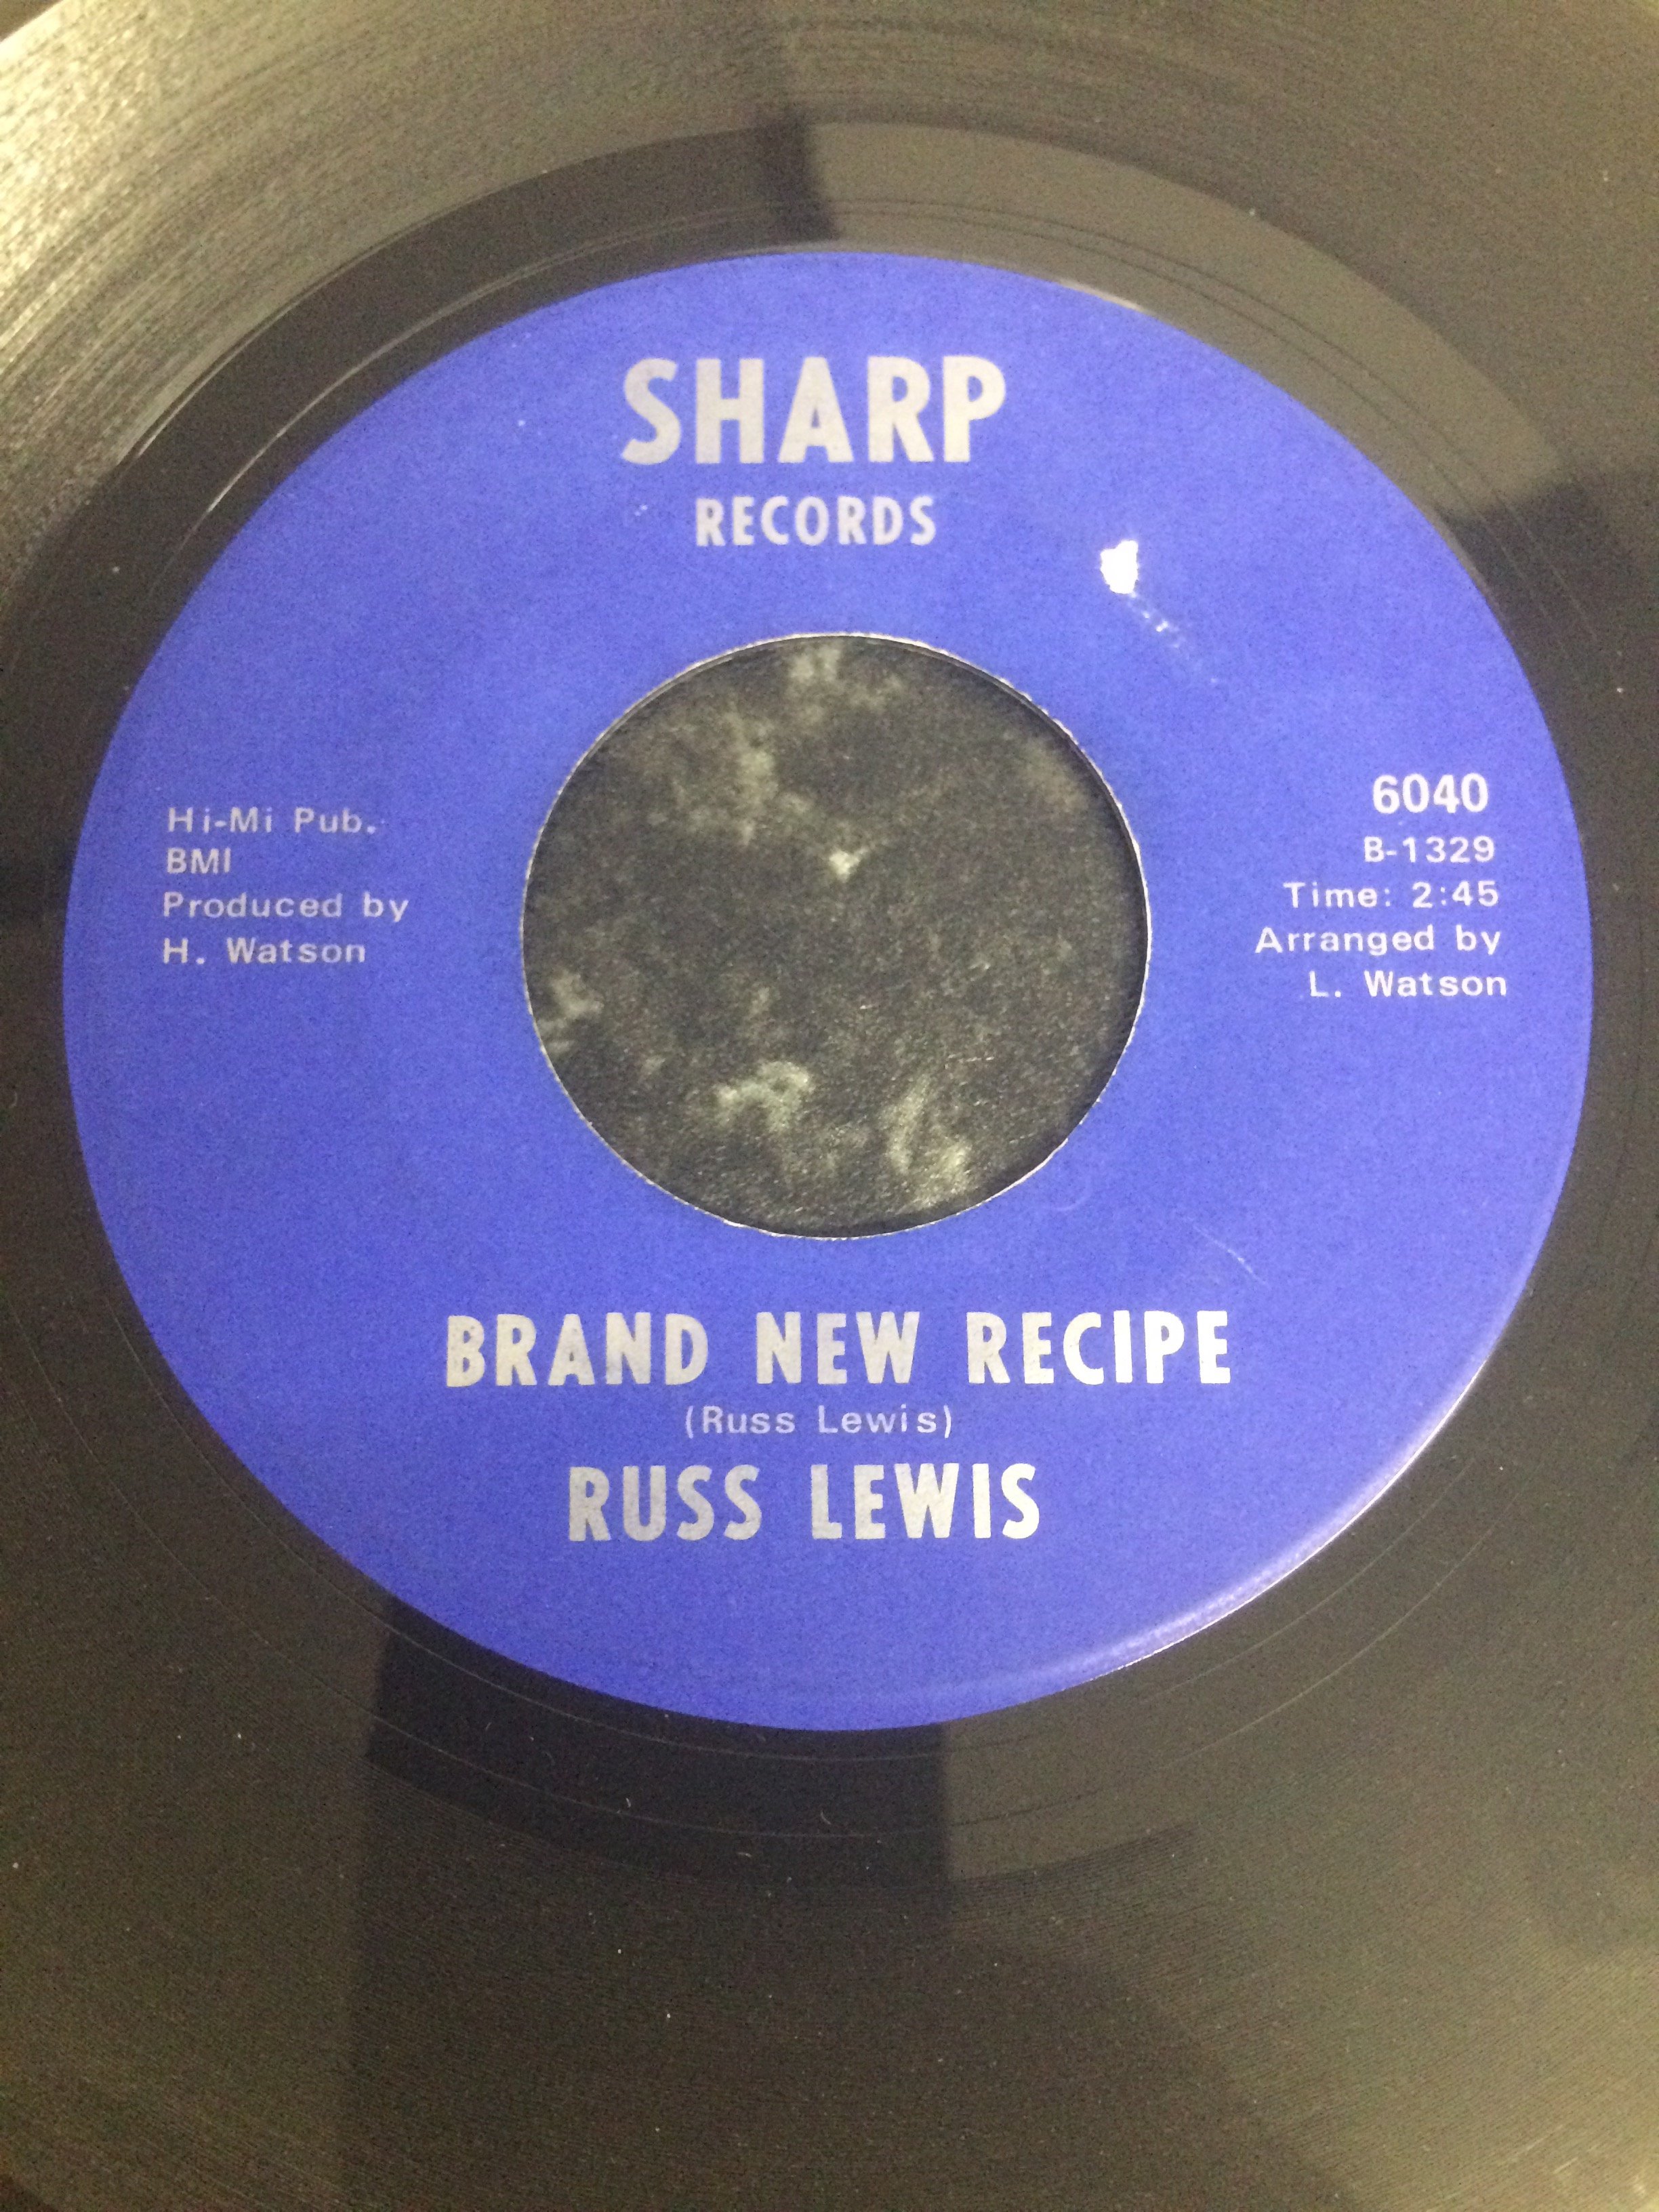 SHARP
RECORDS
Hi-Mi Pub.
BMI
Produced by
H. Watson
6040
B-1329
Time: 2:45
Arranged by
L. Watson
BRAND NEW RECIPE
(Russ Lewis)
RUSS LEWIS